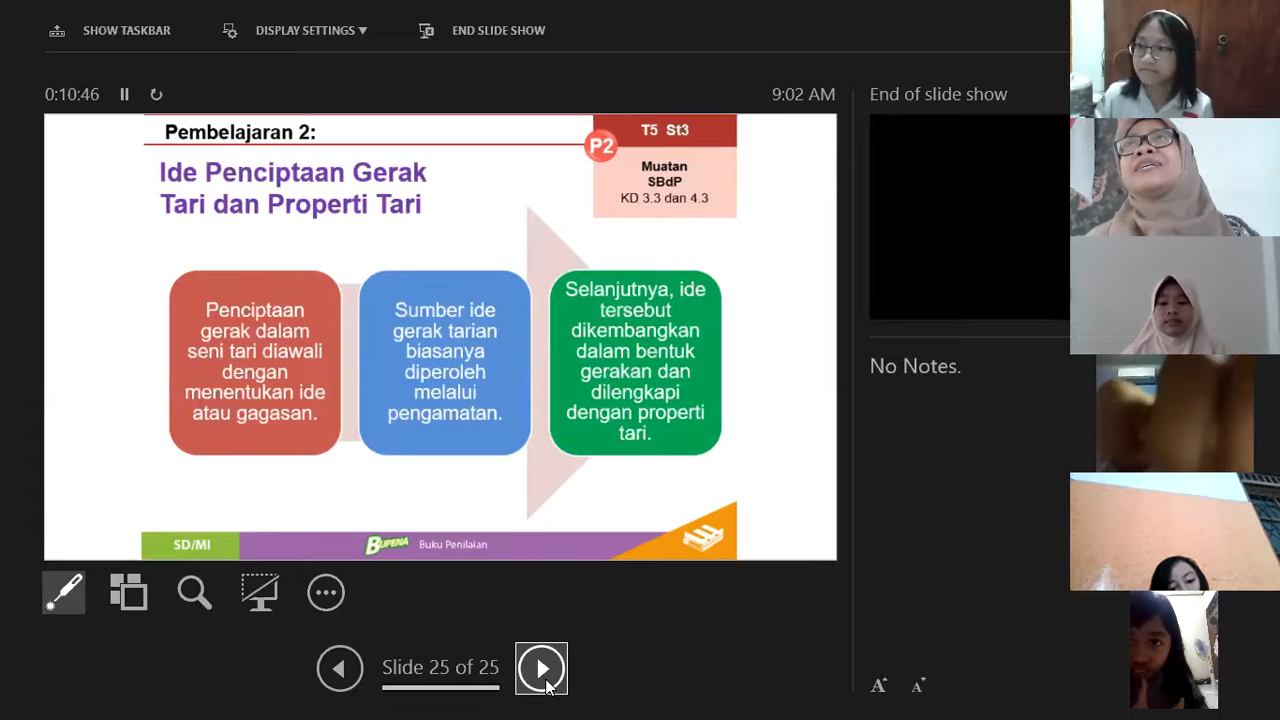 SHOW TASKBAR
DISPLAY SETTINGS ▼
END SLIDE SHOW
0:10:46
9:02 AM
End of slide show
Pembelajaran 2:
T5 St3
P2
Muatan
SBdP
KD 3.3 dan 4.3
Ide Penciptaan Gerak
Tari dan Properti Tari
Penciptaan
gerak dalam
seni tari diawali
dengan
menentukan ide
atau gagasan.
Sumber ide
gerak tarian
biasanya
diperoleh
melalui
pengamatan.
Selanjutnya, ide
tersebut
dikembangkan
dalam bentuk
gerakan dan
dilengkapi
dengan properti
tari.
No Notes.
SD/MI
BUPENA
Buku Penilaian
Slide 25 of 25
A
A